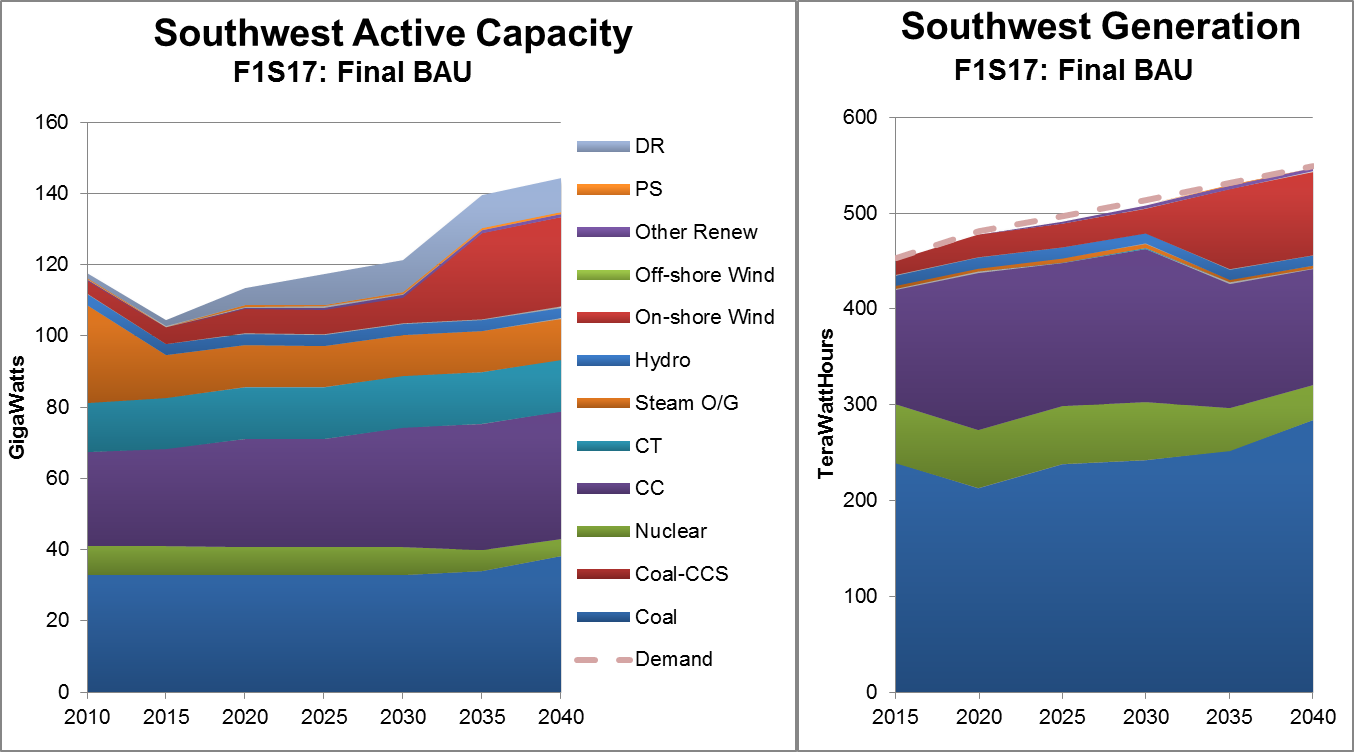 Southwest Active Capacity
F1S17: Final BAU
GigaWatts
160
140
120
100
80
60
40
20
0
2010 2015 2020 2025 2030 2035 2040
DR
PS
Other Renew
Off-shore Wind
On-shore Wind
Hydro
Steam O/G
CT
CC
Nuclear
Coal-CCS
Coal
Demand
Southwest Generation
F1S17: Final BAU
TeraWattHours
600
500
400
300
200
100
0
2015 2020 2025 2030 2035 2040